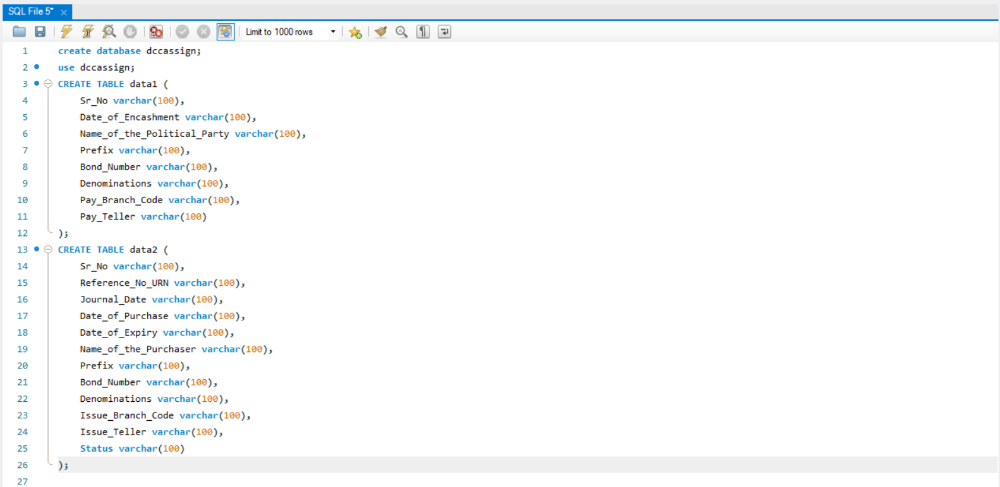 SQL File 5*
Limit to 1000 rows
1 create database dccassign;
2 use dccassign;
3 CREATE TABLE data1 (
4 Sr_No varchar(100),
5 Date_of_Encashment varchar(100),
6 Name_of_the_Political_Party varchar(100),
7 Prefix varchar(100),
8 Bond_Number varchar(100),
9 Denominations varchar(100),
10 Pay_Branch_Code varchar(100),
11 Pay_Teller varchar(100)
12 );
13 CREATE TABLE data2 (
14 Sr_No varchar(100),
15 Reference_No_URN varchar(100),
16 Journal_Date varchar(100),
17 Date_of_Purchase varchar(100),
18 Date_of_Expiry varchar(100),
19 Name_of_the_Purchaser varchar(100),
20 Prefix varchar(100),
21 Bond_Number varchar(100),
22 Denominations varchar(100),
23 Issue_Branch_Code varchar(100),
24 Issue_Teller varchar(100),
25 Status varchar(100)
26 );
27